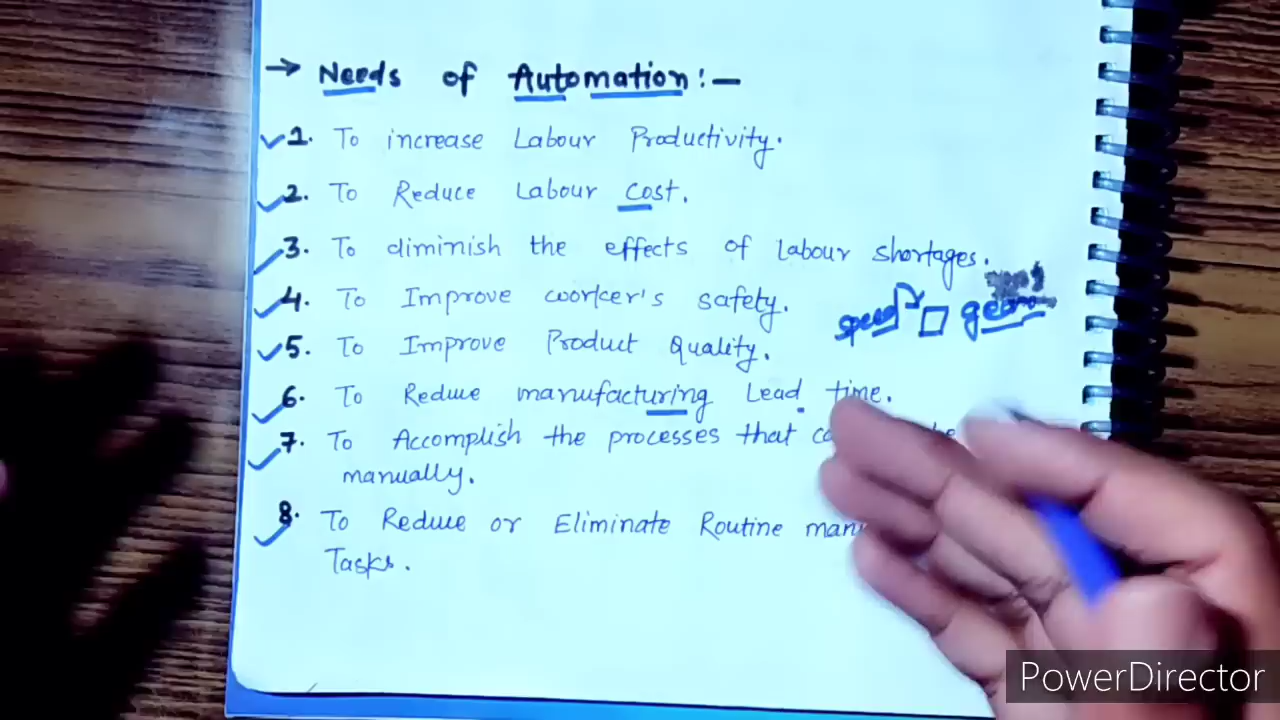 → Needs of Automation:-
1. To increase Labour Productivity.
2. To Reduce Labour cost.
3. To diminish the effects of labour shortages.
4. To Improve worker's safety.
speed
5. To Improve Product Quality.
6. To Reduce manufacturing Lead time.
7. To Accomplish the processes that
manually.
8. To Reduce or Eliminate Routine
Tasks.
PowerDirector